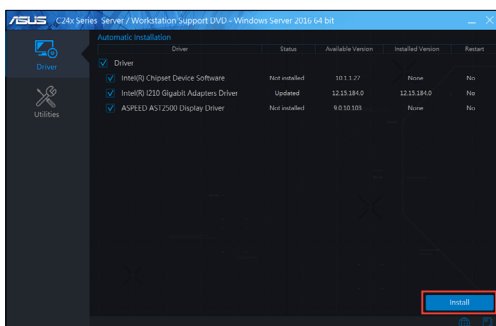 ASUS C24x Series Server / Workstation Support DVD - Windows Server 2016 64 bit
Automatic Installation
Driver Status Available Version Installed Version Restart
Driver
Intel(R) Chipset Device Software Not installed 10.1.1.27 None No
Intel(R) I210 Gigabit Adapters Driver Updated 12.15.184.0 12.15.184.0 No
ASPEED AST2500 Display Driver Not installed 9.0.10.103 None No
Driver
Utilities
Install